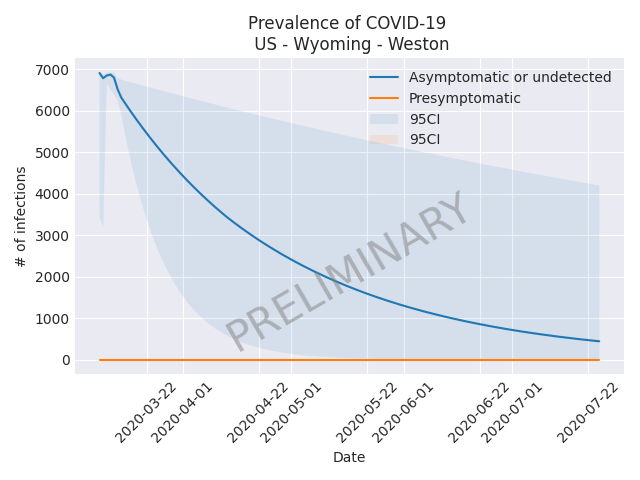 Prevalence of COVID-19
US - Wyoming - Weston
7000
6000
5000
4000
3000
2000
1000
0
# of infections
Asymptomatic or undetected
Presymptomatic
95CI
95CI
PRELIMINARY
2020-03-22
2020-04-01
2020-04-22
2020-05-01
2020-05-22
2020-06-01
2020-06-22
2020-07-01
2020-07-22
Date